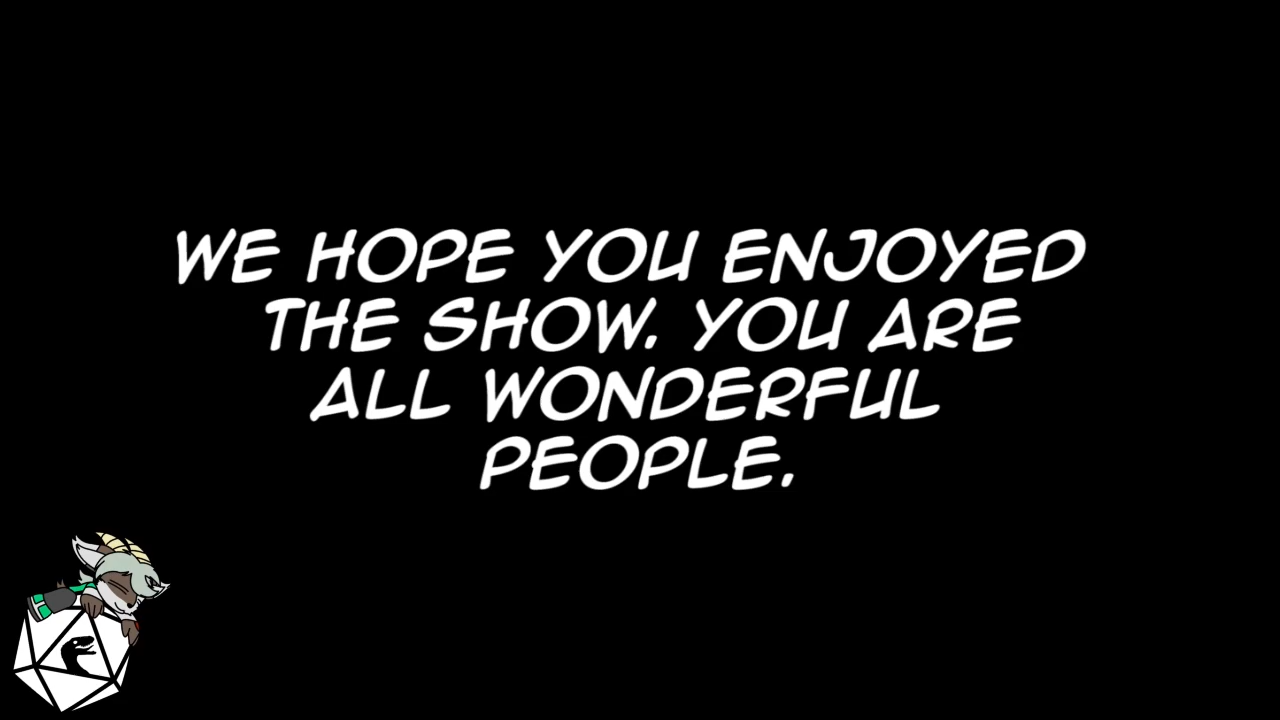 WE HOPE YOU ENJOYED
THE SHOW. YOU ARE
ALL WONDERFUL
PEOPLE.